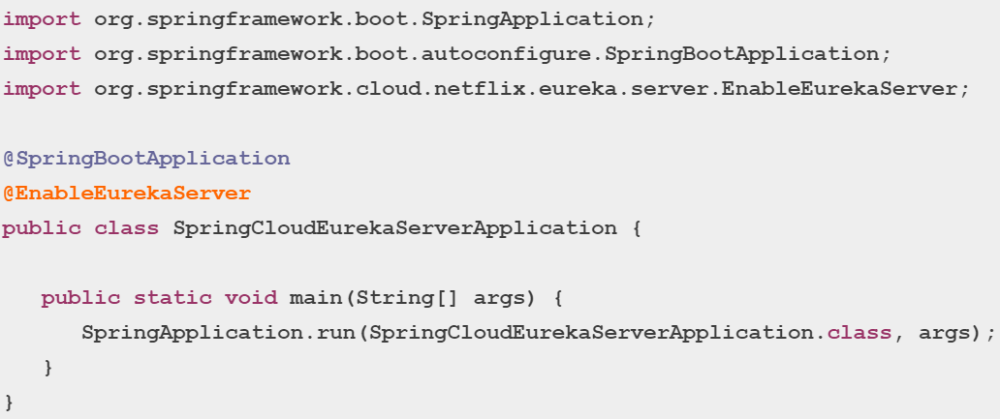 import org.springframework.boot.SpringApplication;
import org.springframework.boot.autoconfigure.SpringBootApplication;
import org.springframework.cloud.netflix.eureka.server.EnableEurekaServer;

@SpringBootApplication
@EnableEurekaServer
public class SpringCloudEurekaServerApplication {

   public static void main(String[] args) {
      SpringApplication.run(SpringCloudEurekaServerApplication.class, args);
   }
}